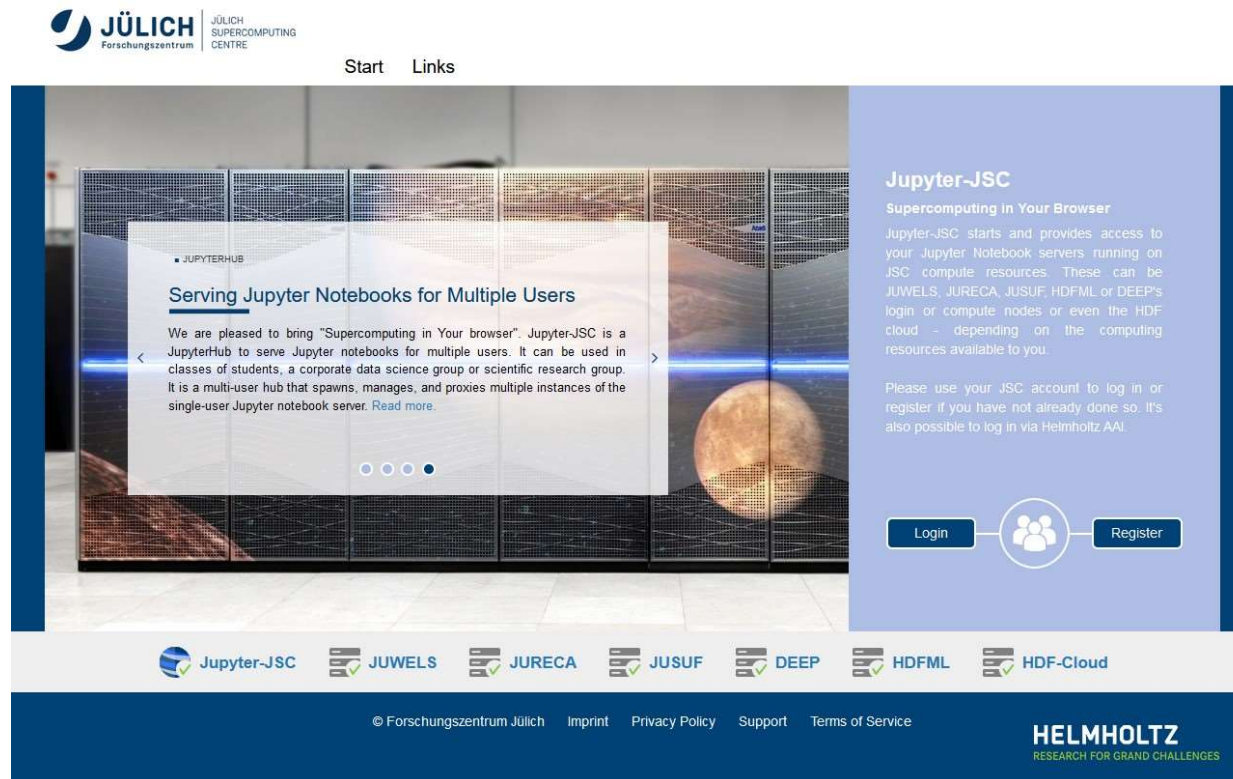 JÜLICH
Forschungszentrum
JÜLICH
SUPERCOMPUTING
CENTRE
Start Links
JUPYTERHUB
Serving Jupyter Notebooks for Multiple Users
We are pleased to bring "Supercomputing in Your browser". Jupyter-JSC is a
JupyterHub to serve Jupyter notebooks for multiple users. It can be used in
classes of students, a corporate data science group or scientific research group.
It is a multi-user hub that spawns, manages, and proxies multiple instances of the
single-user Jupyter notebook server. Read more.
Jupyter-JSC
Supercomputing in Your Browser
Jupyter-JSC starts and provides access to
your Jupyter Notebook servers running on
JSC compute resources. These can be
JUWELS, JURECA, JUSUF, HDFML or DEEP's
login or compute nodes or even the HDF
cloud - depending on the computing
resources available to you.
Please use your JSC account to log in or
register if you have not already done so. It's
also possible to log in via Helmholtz AAI.
Login Register
Jupyter-JSC JUWELS JURECA JUSUF DEEP HDFML HDF-Cloud
© Forschungszentrum Jülich Imprint Privacy Policy Support Terms of Service
HELMHOLTZ
RESEARCH FOR GRAND CHALLENGES